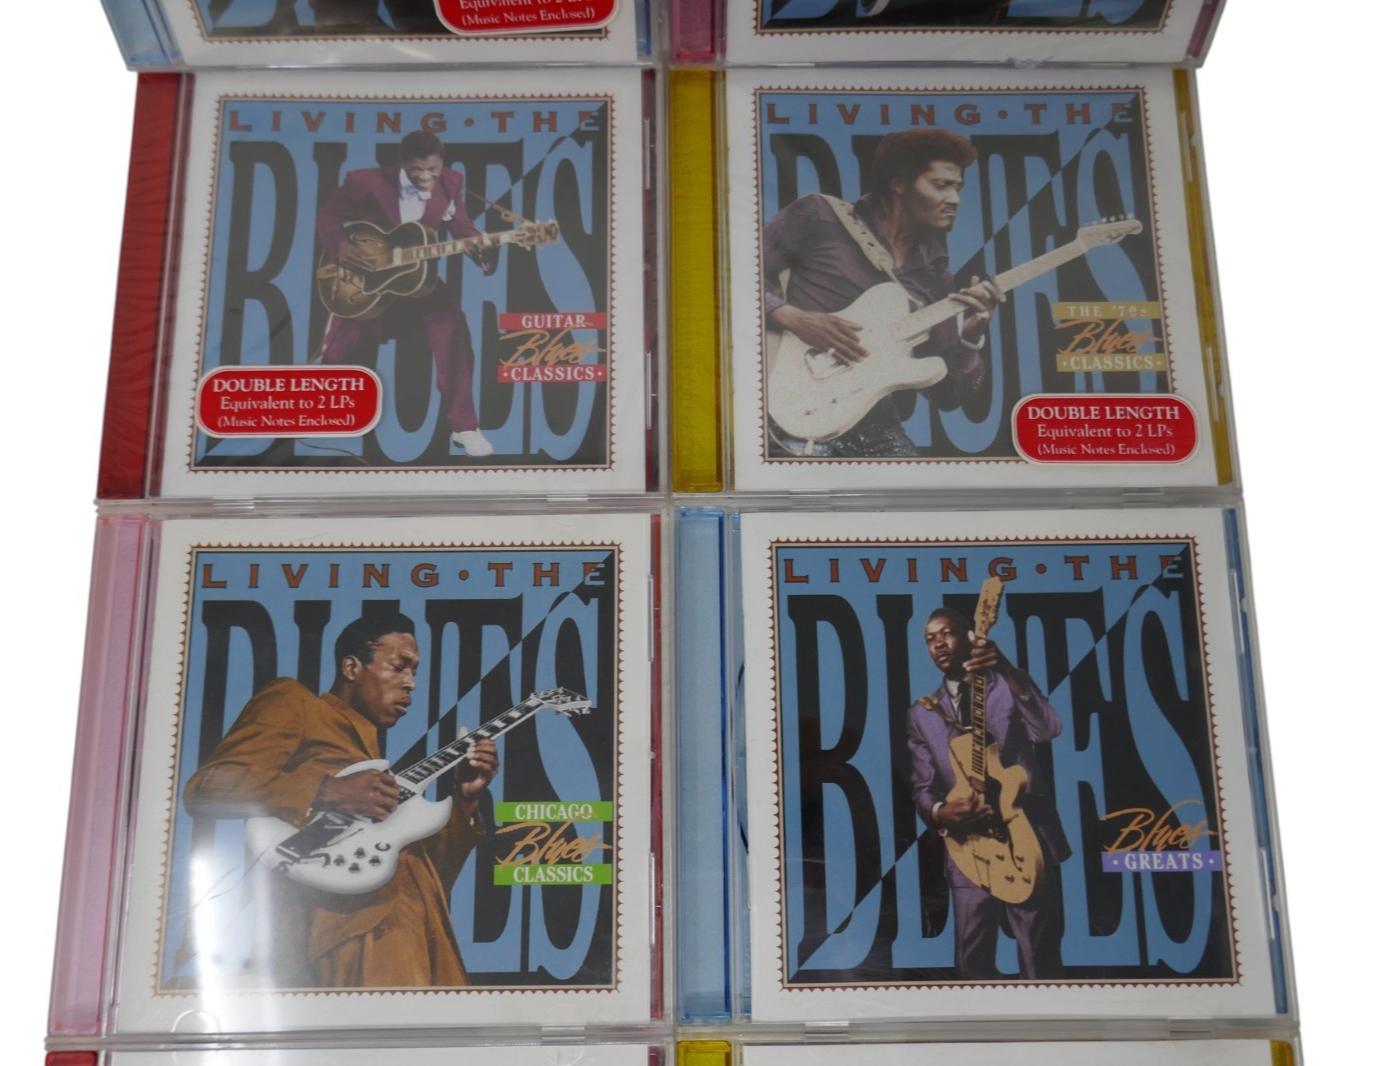 Equivalent to 2 LPs
(Music Notes Enclosed)
LIVING • THE
BLUES
GUITAR
Blues
• CLASSICS •
DOUBLE LENGTH
Equivalent to 2 LPs
(Music Notes Enclosed)
LIVING • THE
BLUES
THE '70s
Blues
• CLASSICS •
DOUBLE LENGTH
Equivalent to 2 LPs
(Music Notes Enclosed)
LIVING • THE
BLUES
CHICAGO
Blues
CLASSICS
LIVING • THE
BLUES
Blues
• GREATS •